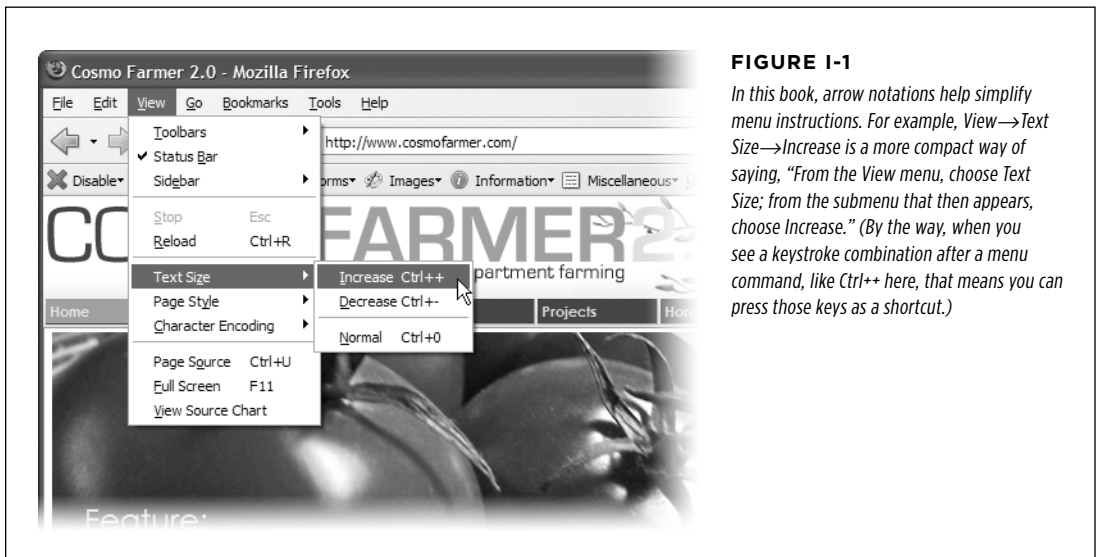 Cosmo Farmer 2.0 - Mozilla Firefox
File Edit View Go Bookmarks Tools Help
http://www.cosmofarmer.com/
Disable
Images Information Miscellaneous
Toolbars
Status Bar
Sidebar
Stop Esc
Reload Ctrl+R
Text Size
Page Style
Character Encoding
Page Source Ctrl+U
Full Screen F11
View Source Chart
Increase Ctrl++
Decrease Ctrl+-
Normal Ctrl+0
CO FARMER 2
partment farming
Home Projects
Feature:
FIGURE I-1
In this book, arrow notations help simplify
menu instructions. For example, View→Text
Size→Increase is a more compact way of
saying, “From the View menu, choose Text
Size; from the submenu that then appears,
choose Increase.” (By the way, when you
see a keystroke combination after a menu
command, like Ctrl++ here, that means you can
press those keys as a shortcut.)